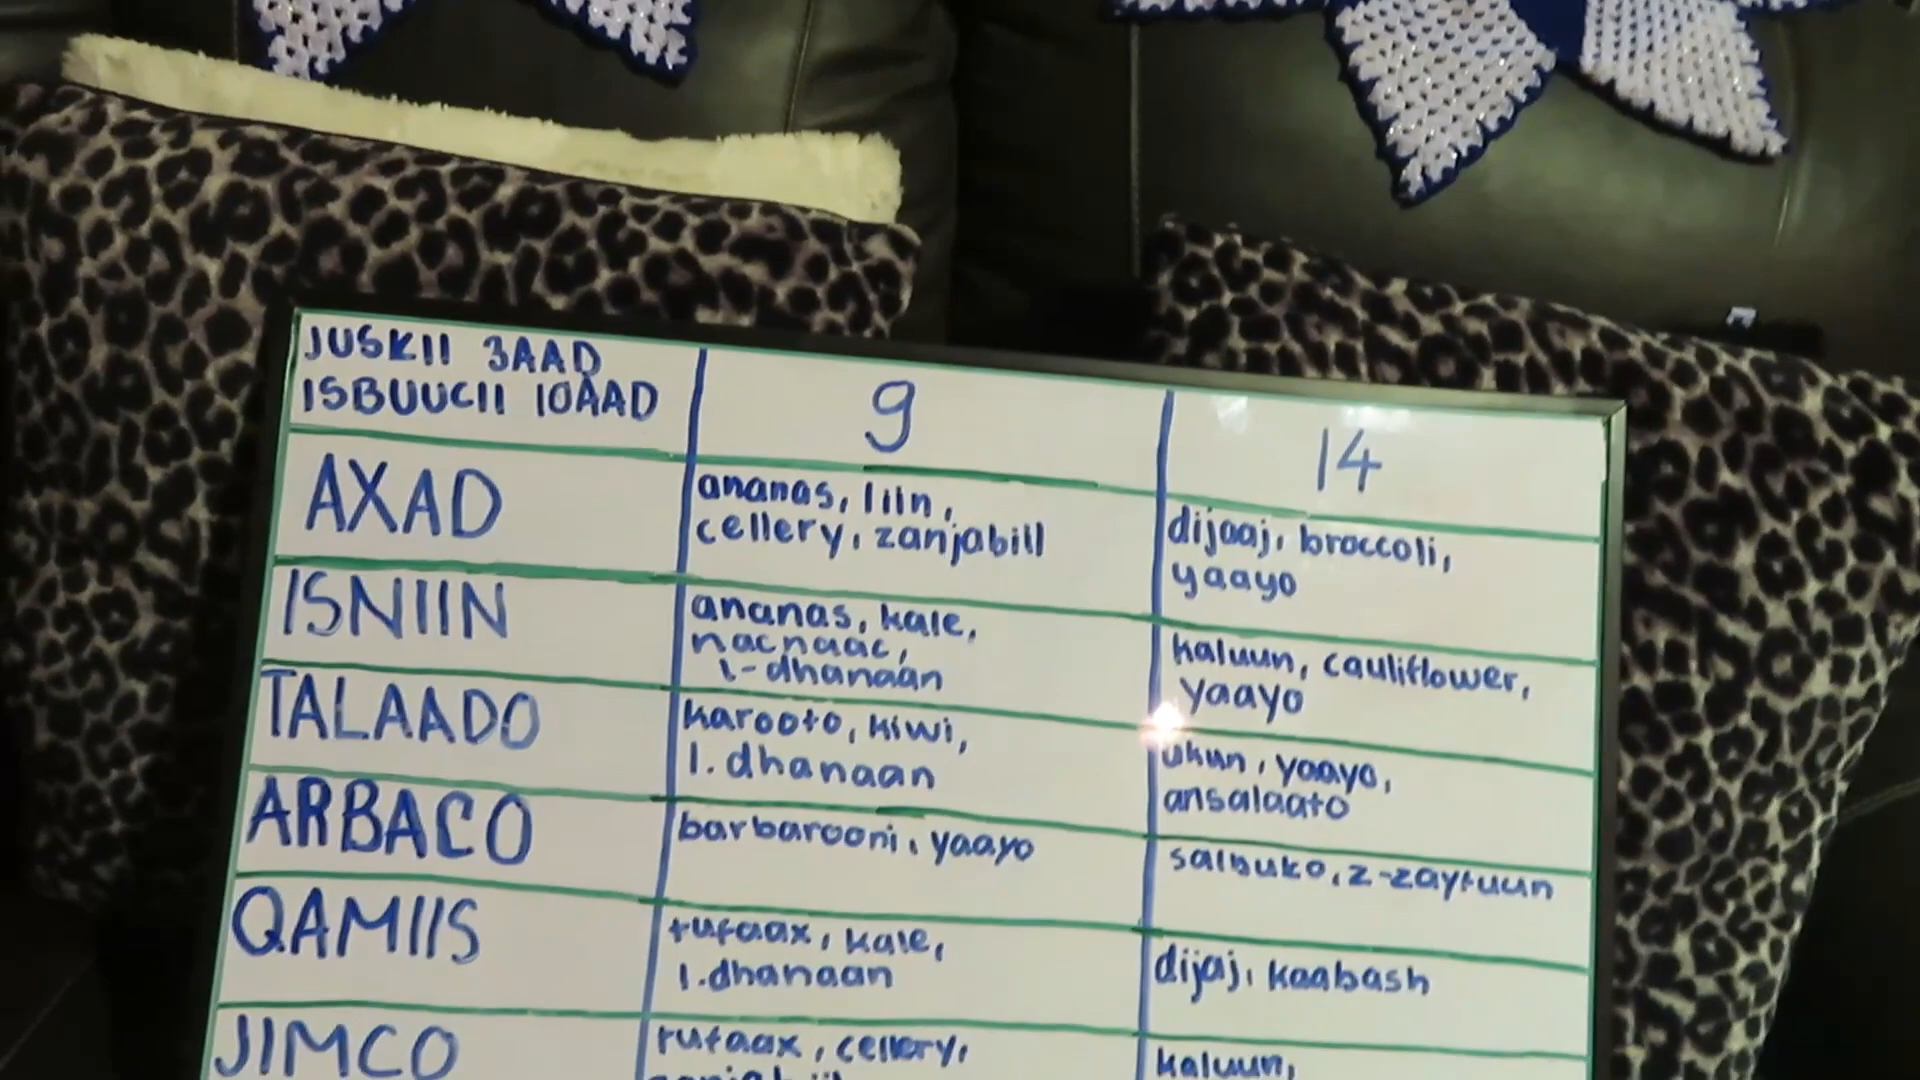 JUSKII 3AAD
ISBUUCII 10AAD
9
14
AXAD
ananas, liin,
cellery, zanjabill
dijaaj, broccoli,
yaayo
ISNIIN
ananas, kale,
nacnaac,
l-dhanaan
kaluun, cauliflower,
yaayo
TALAADO
karooto, kiwi,
l.dhanaan
ukun, yaayo,
ansalaato
ARBACO
barbarooni, yaayo
salbuko, z-zaytuun
QAMIIS
tufaax, kale,
l.dhanaan
dijaj, kaabash
JIMCO
tufaax, cellery,
kaluun,